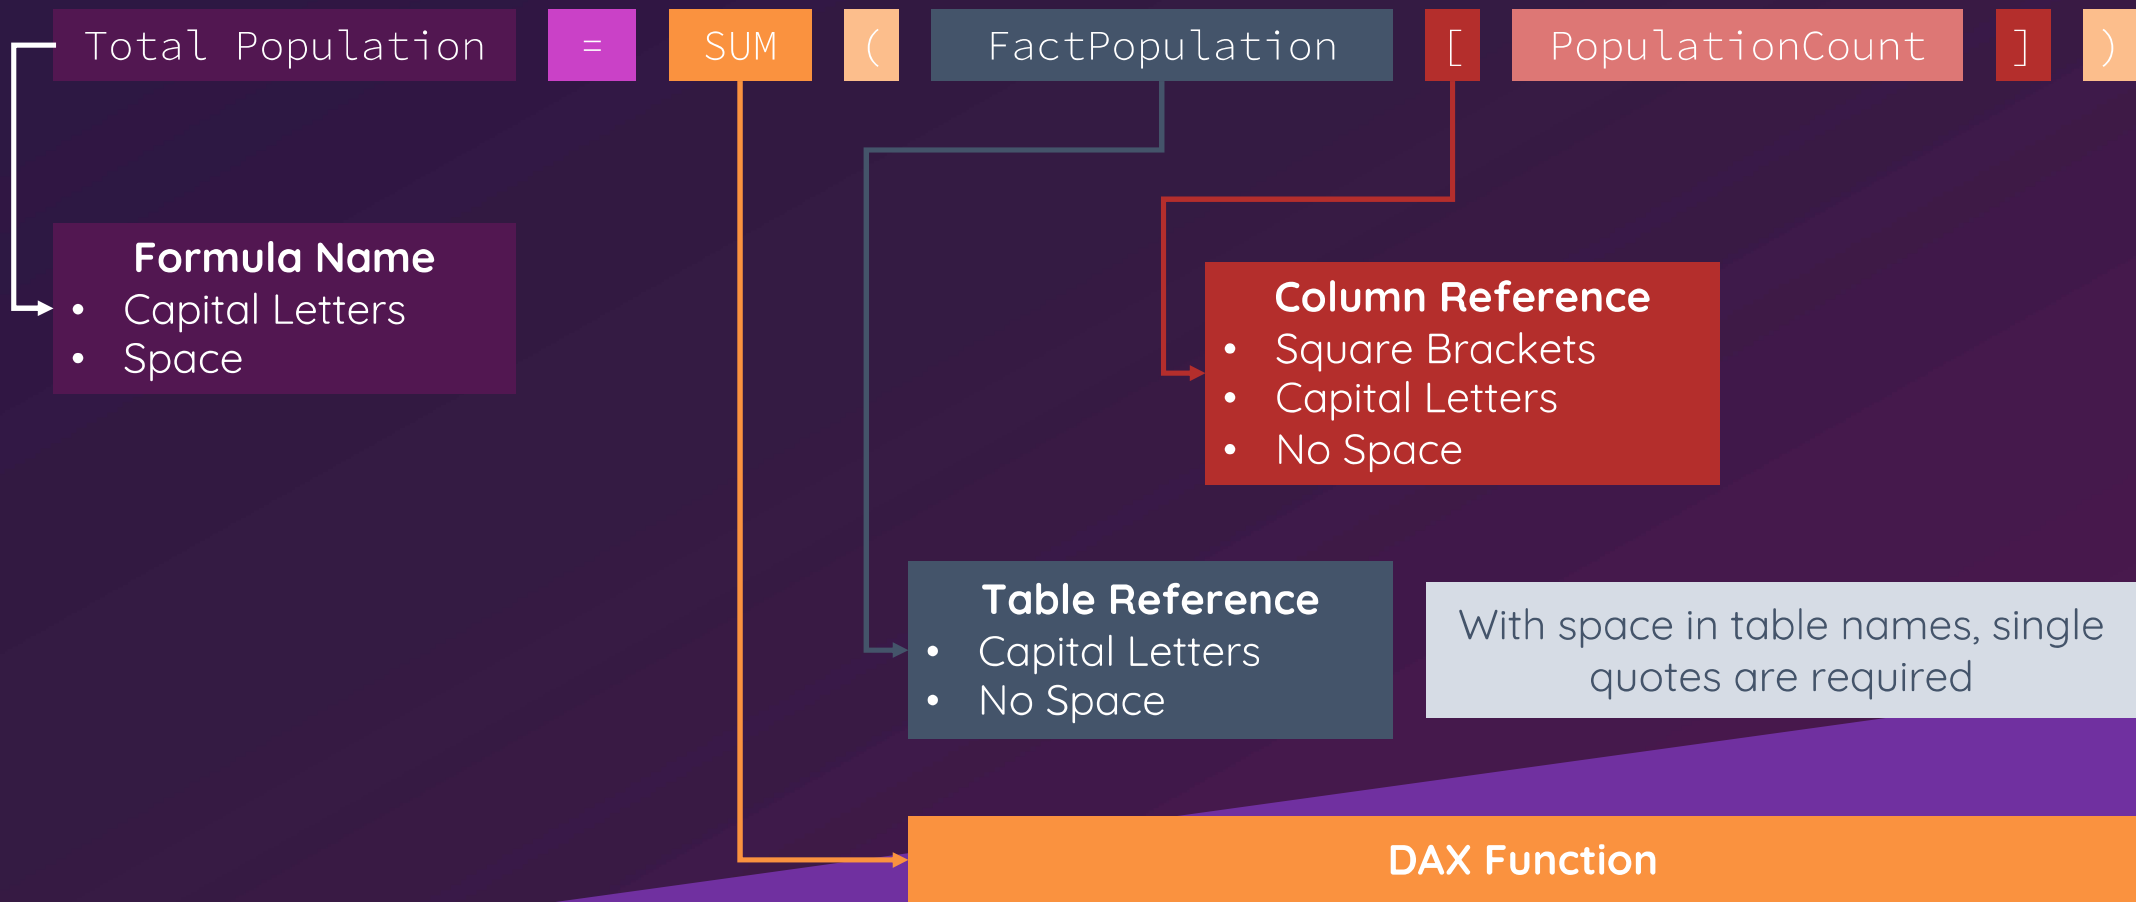 Total Population = SUM ( FactPopulation [ PopulationCount ] )
Formula Name
• Capital Letters
• Space
Column Reference
• Square Brackets
• Capital Letters
• No Space
Table Reference
• Capital Letters
• No Space
With space in table names, single
quotes are required
DAX Function